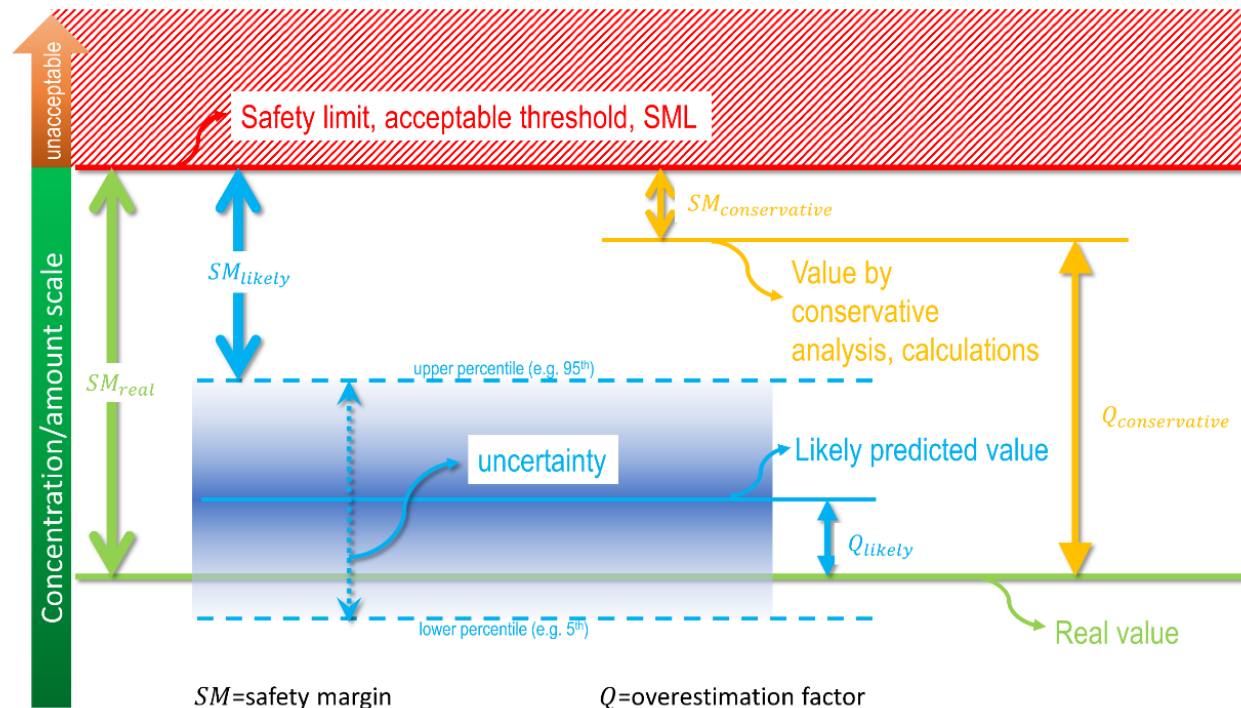 unacceptable
Concentration/amount scale
Safety limit, acceptable threshold, SML
SM_conservative
SM_likely
Value by
conservative
analysis, calculations
SM_real
upper percentile (e.g. 95th)
Q_conservative
uncertainty
Likely predicted value
Q_likely
lower percentile (e.g. 5th)
Real value
SM=safety margin
Q=overestimation factor